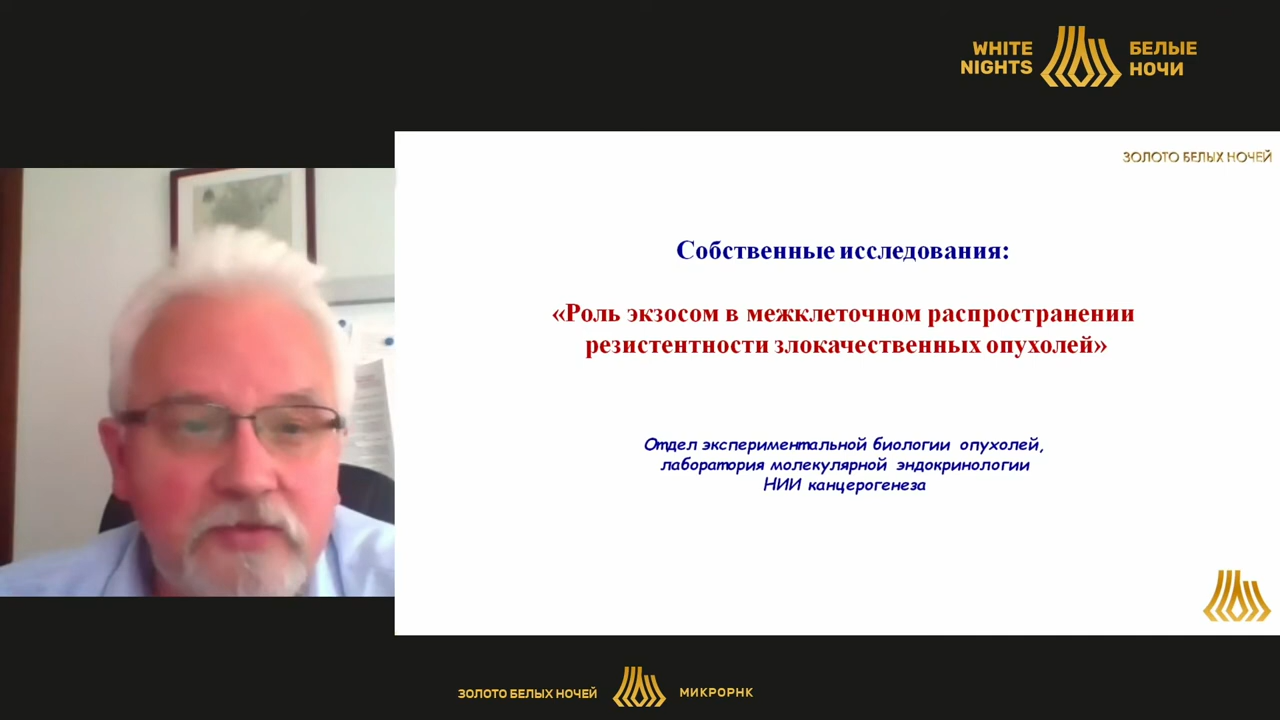 WHITE
NIGHTS
БЕЛЫЕ
НОЧИ
ЗОЛОТО БЕЛЫХ НОЧЕЙ
Собственные исследования:
«Роль экзосом в межклеточном распространении
резистентности злокачественных опухолей»
Отдел экспериментальной биологии опухолей,
лаборатория молекулярной эндокринологии
НИИ канцерогенеза
ЗОЛОТО БЕЛЫХ НОЧЕЙ
МИКРОРНК